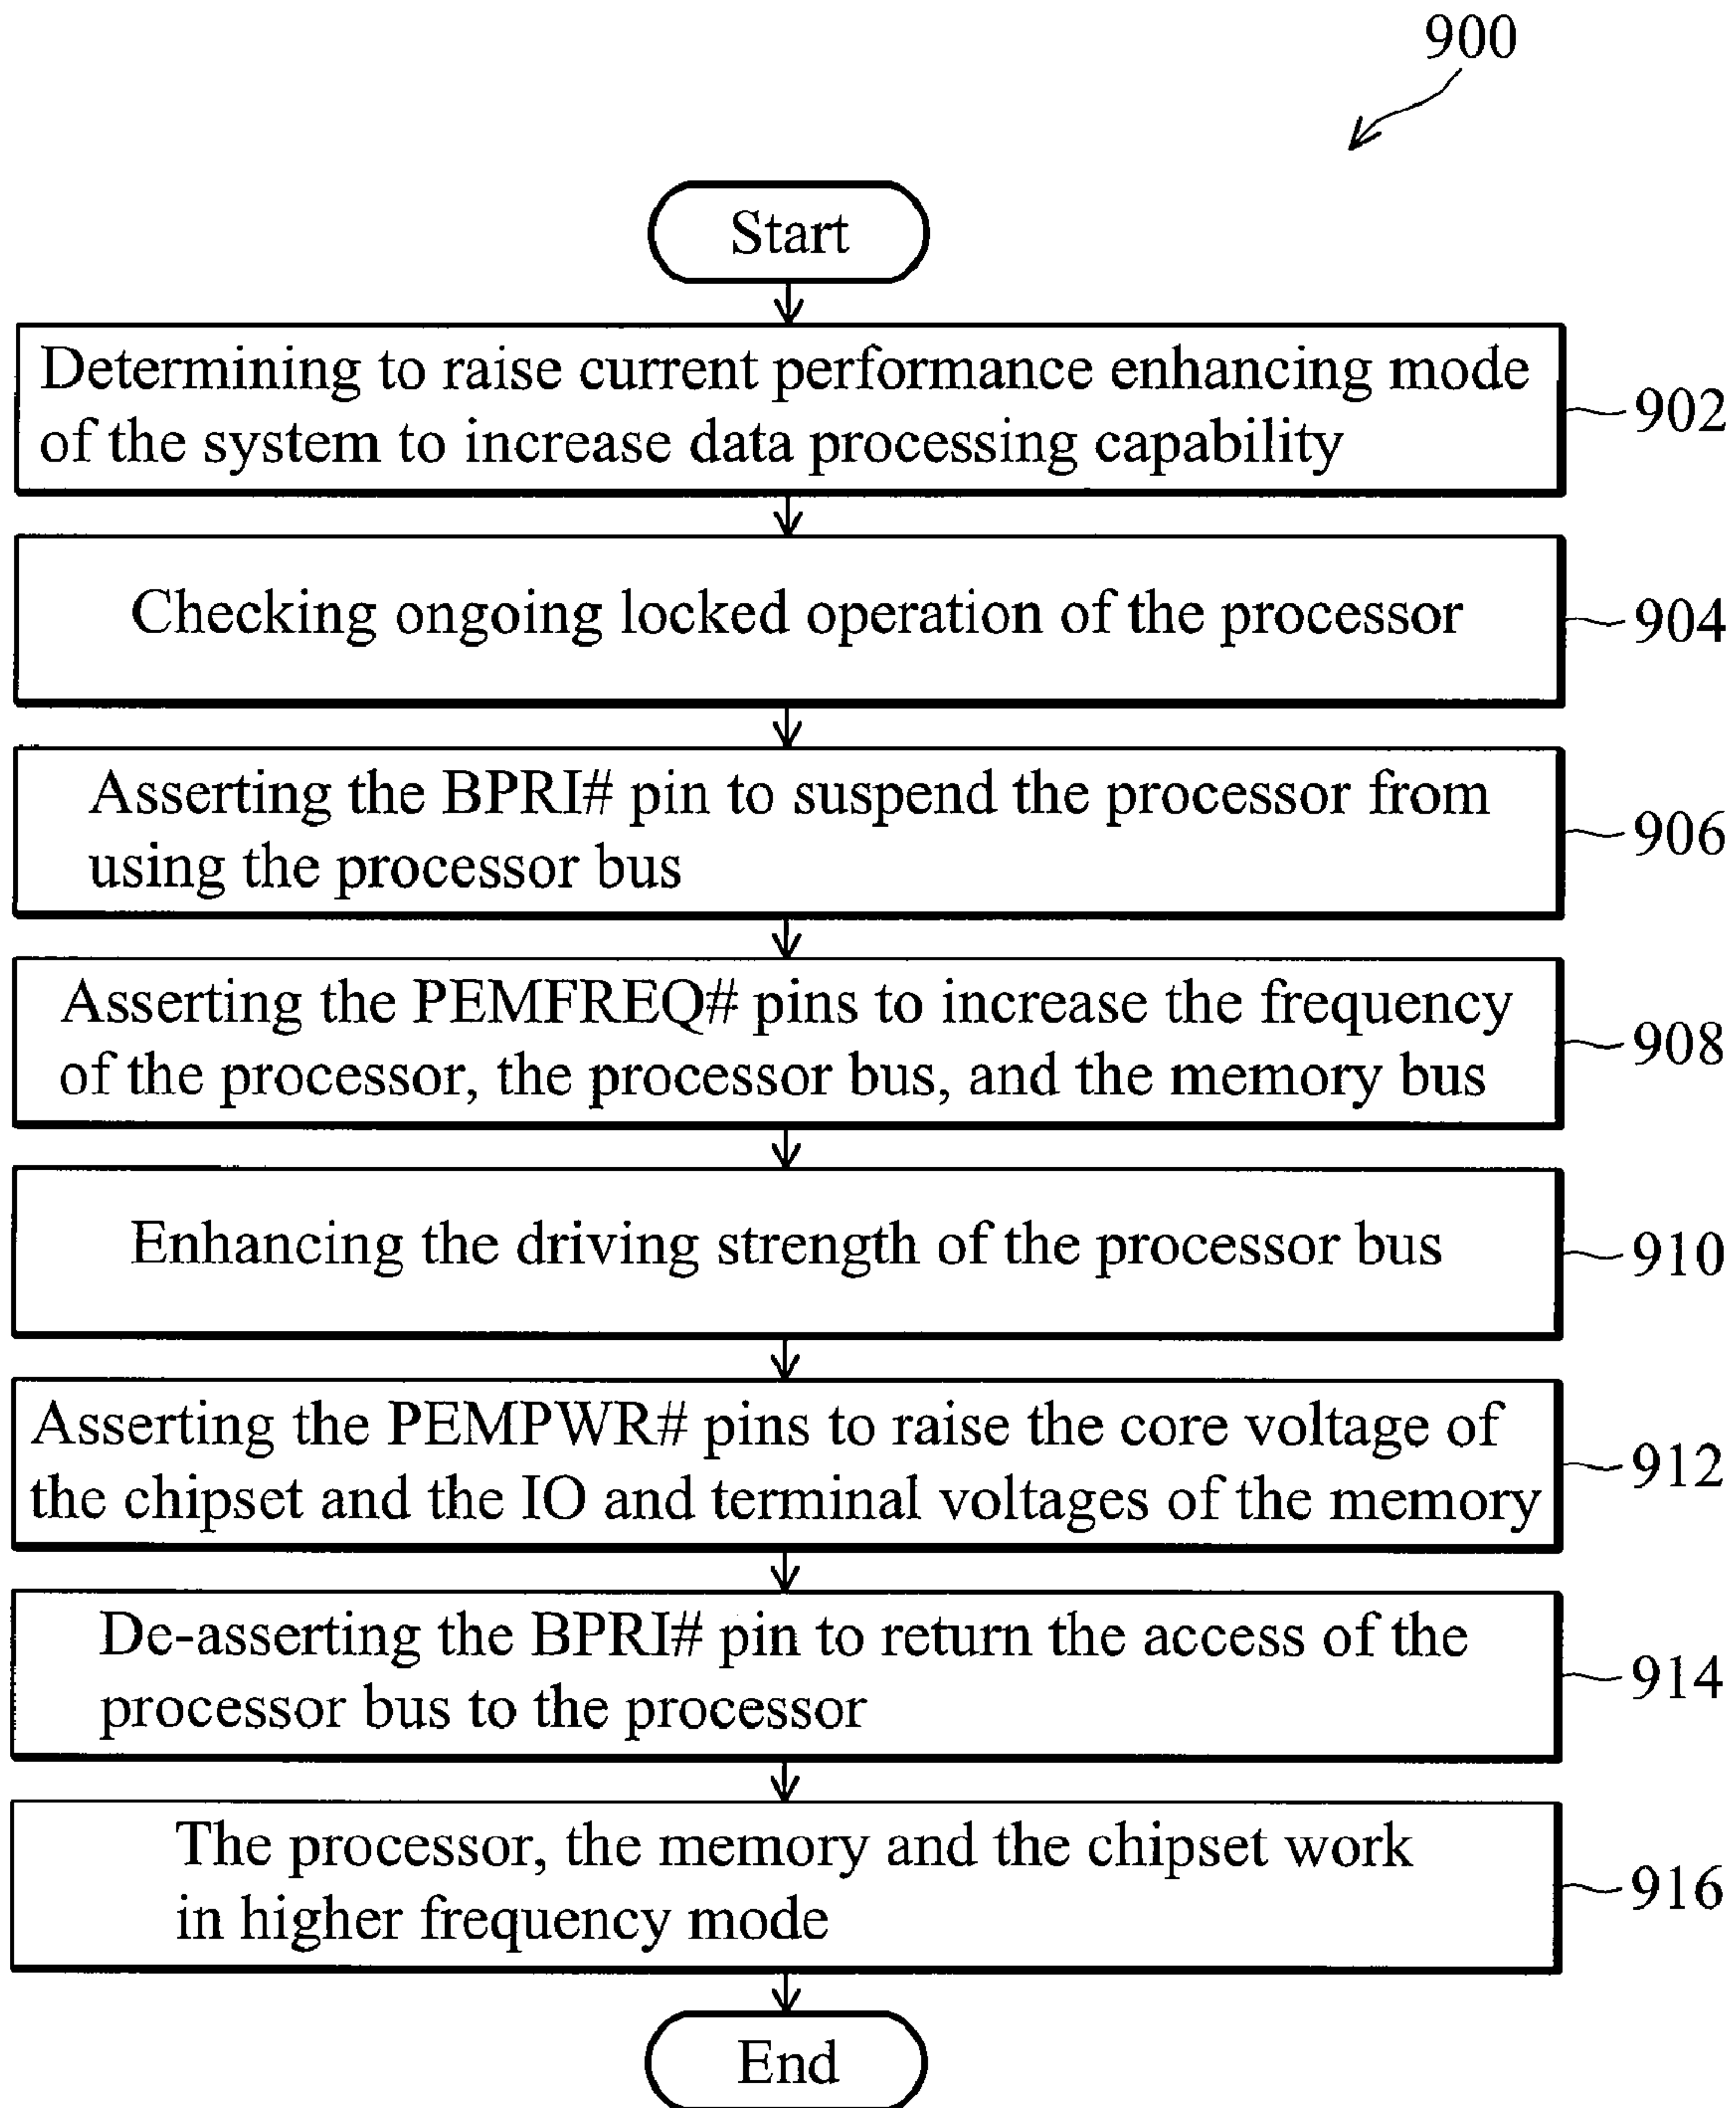 900
Start
Determining to raise current performance enhancing mode
of the system to increase data processing capability
902
Checking ongoing locked operation of the processor
904
Asserting the BPRI# pin to suspend the processor from
using the processor bus
906
Asserting the PEMFREQ# pins to increase the frequency
of the processor, the processor bus, and the memory bus
908
Enhancing the driving strength of the processor bus
910
Asserting the PEMPWR# pins to raise the core voltage of
the chipset and the IO and terminal voltages of the memory
912
De-asserting the BPRI# pin to return the access of the
processor bus to the processor
914
The processor, the memory and the chipset work
in higher frequency mode
916
End